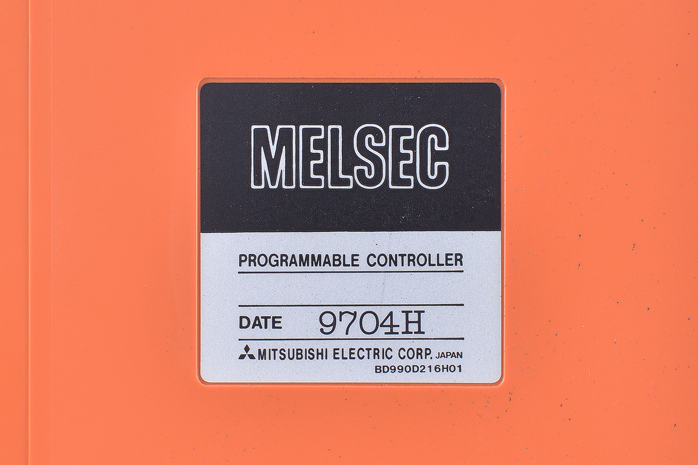 MELSEC
PROGRAMMABLE CONTROLLER
DATE 9704H
MITSUBISHI ELECTRIC CORP. JAPAN
BD990D216H01